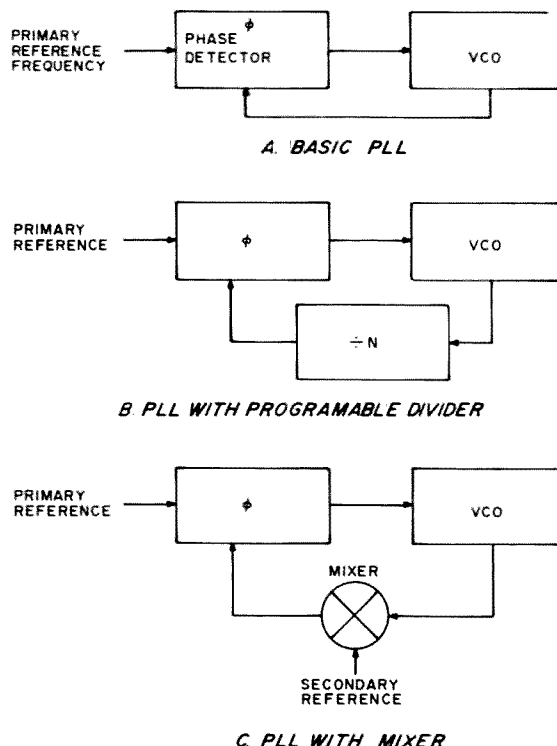 PRIMARY
REFERENCE
FREQUENCY
ϕ
PHASE
DETECTOR
VCO
A. BASIC PLL
PRIMARY
REFERENCE
ϕ
VCO
÷N
B. PLL WITH PROGRAMABLE DIVIDER
PRIMARY
REFERENCE
ϕ
VCO
MIXER
SECONDARY
REFERENCE
C. PLL WITH MIXER